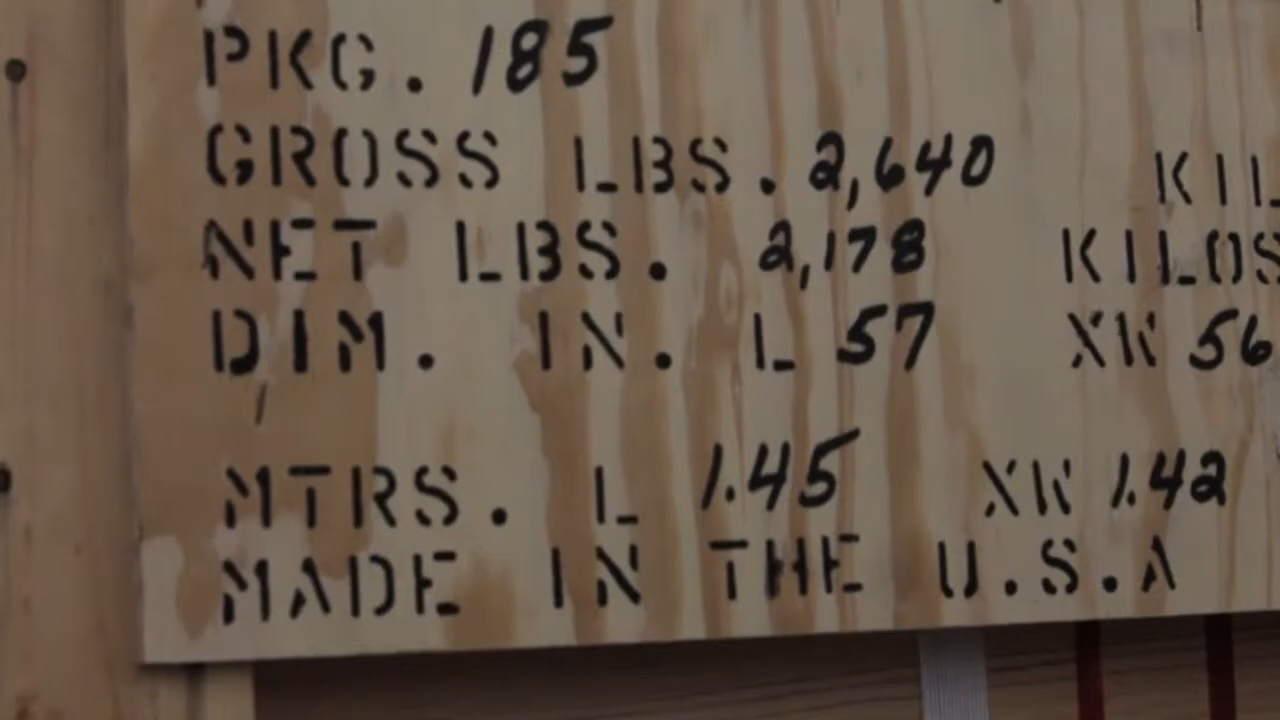 PKG. 185
GROSS LBS. 2,640
NET LBS. 2,178 KILOS
DIM. IN. L 57 XW 56
MTRS. L 1.45 XW 1.42
MADE IN THE U.S.A